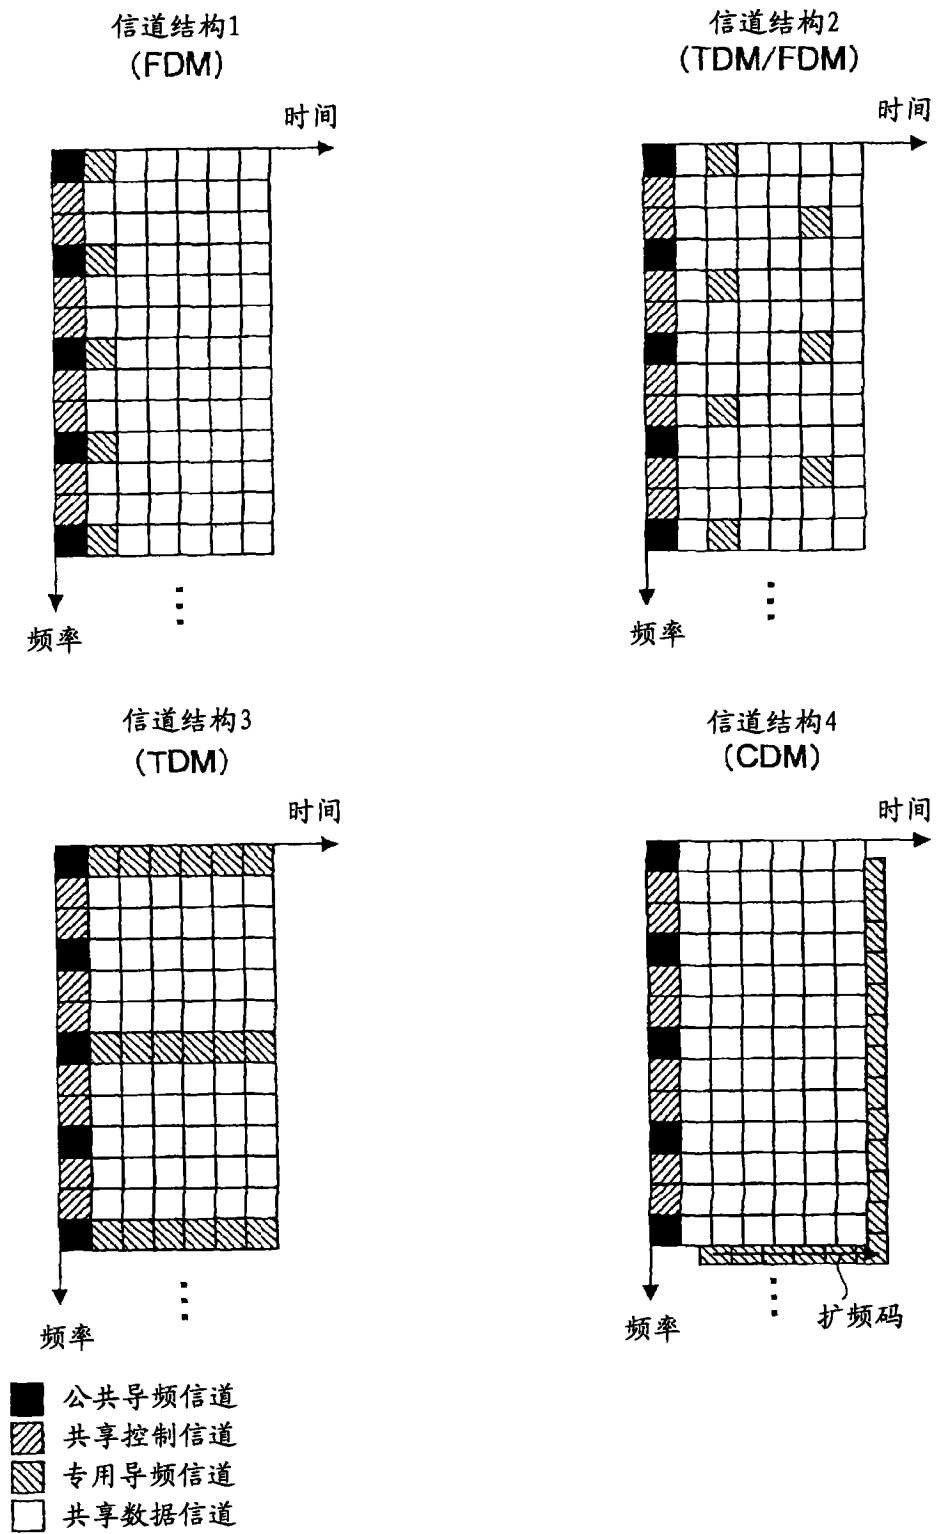 信道结构1
(FDM)
时间
频率
信道结构2
(TDM/FDM)
时间
频率
信道结构3
(TDM)
时间
频率
信道结构4
(CDM)
时间
扩频码
频率
公共导频信道
共享控制信道
专用导频信道
共享数据信道